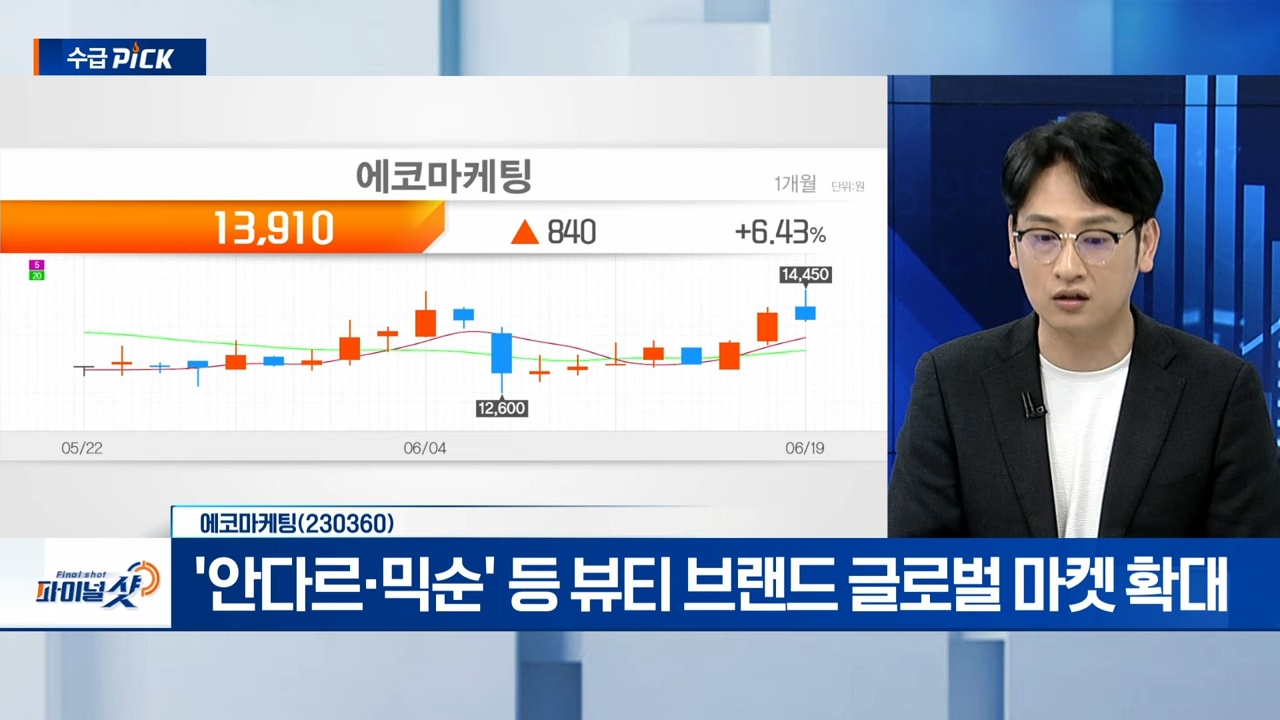 수급 PiCK
에코마케팅
1개월 단위:원
13,910 ▲ 840 +6.43%
5
20
14,450
12,600
05/22 06/04 06/19
에코마케팅(230360)
Final shot
파이널샷
'안다르·믹순' 등 뷰티 브랜드 글로벌 마켓 확대